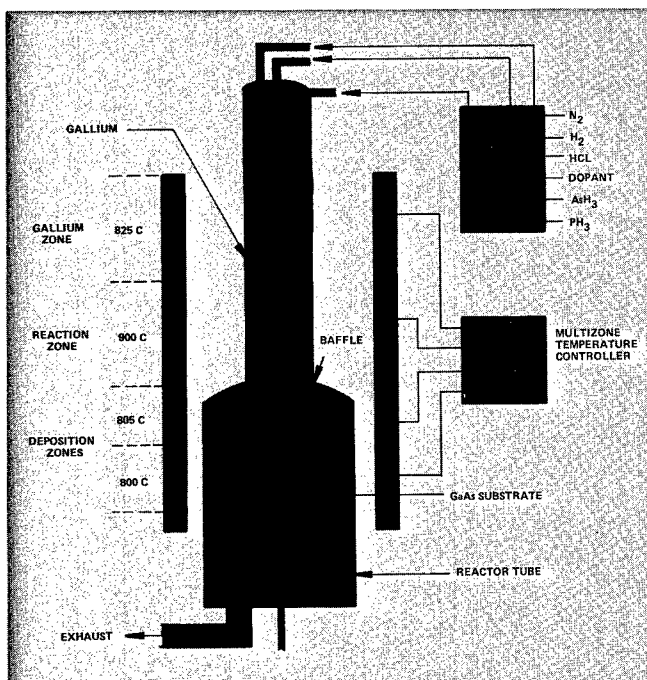 GALLIUM
N2
H2
HCL
DOPANT
AsH3
PH3
GALLIUM
ZONE
825 C
REACTION
ZONE
900 C
BAFFLE
MULTIZONE
TEMPERATURE
CONTROLLER
805 C
DEPOSITION
ZONES
800 C
GaAs SUBSTRATE
REACTOR TUBE
EXHAUST